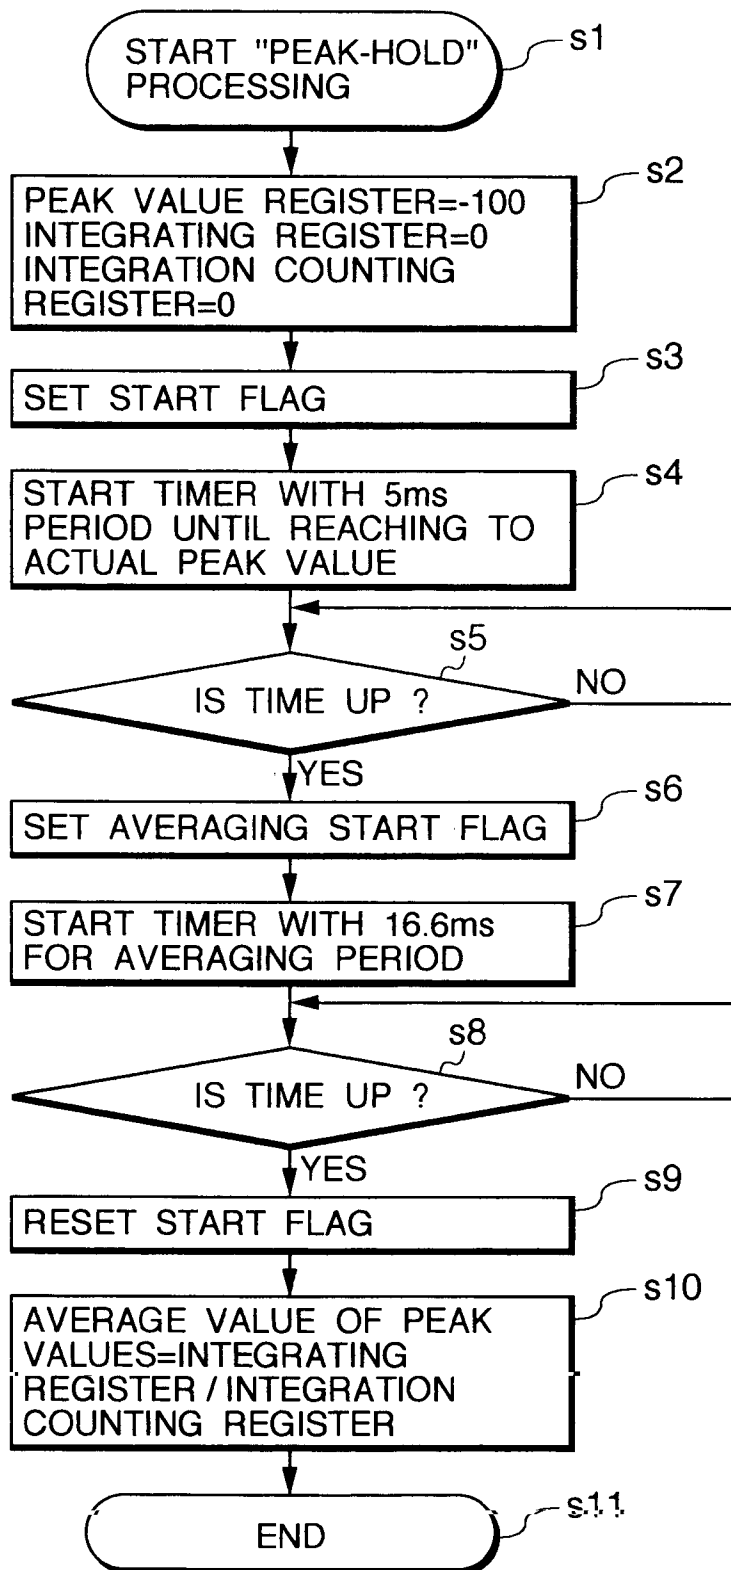 START "PEAK-HOLD"
PROCESSING
s1
PEAK VALUE REGISTER=-100
INTEGRATING REGISTER=0
INTEGRATION COUNTING
REGISTER=0
s2
SET START FLAG
s3
START TIMER WITH 5ms
PERIOD UNTIL REACHING TO
ACTUAL PEAK VALUE
s4
IS TIME UP ?
s5
NO
YES
SET AVERAGING START FLAG
s6
START TIMER WITH 16.6ms
FOR AVERAGING PERIOD
s7
IS TIME UP ?
s8
NO
YES
RESET START FLAG
s9
AVERAGE VALUE OF PEAK
VALUES=INTEGRATING
REGISTER / INTEGRATION
COUNTING REGISTER
s10
END
s11